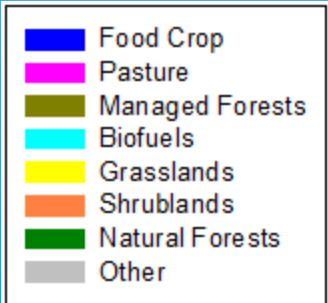 Food Crop
Pasture
Managed Forests
Biofuels
Grasslands
Shrublands
Natural Forests
Other